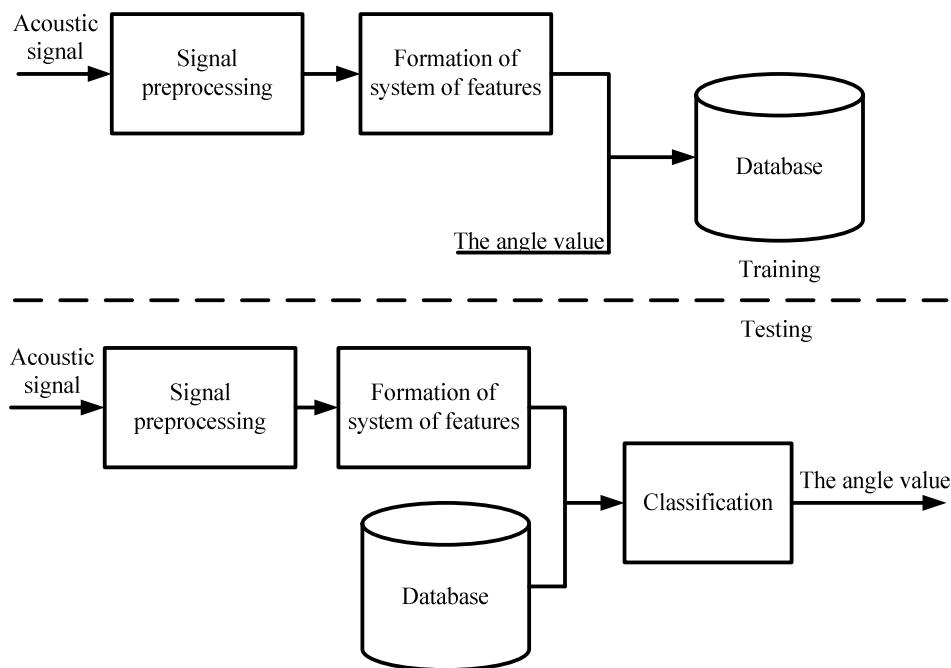 Acoustic
signal
Signal
preprocessing
Formation of
system of features
Database
The angle value
Training
Testing
Acoustic
signal
Signal
preprocessing
Formation of
system of features
Classification
The angle value
Database